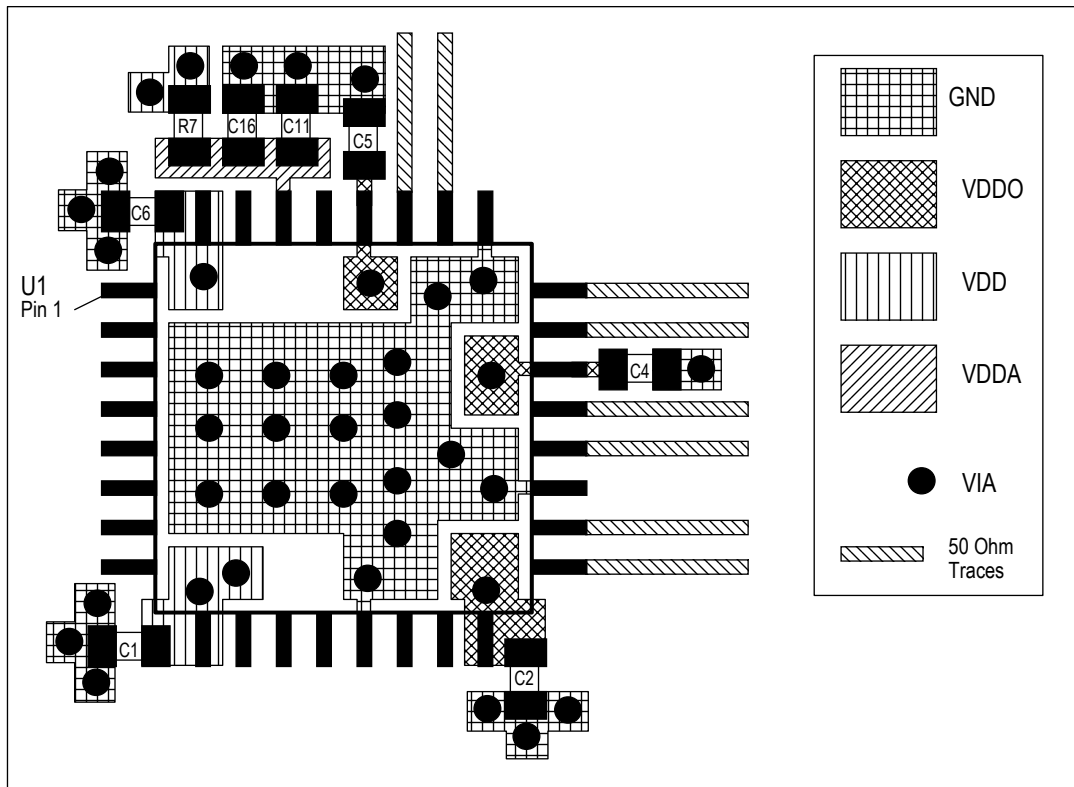 R7
C16
C11
C5
C6
U1
Pin 1
C4
C1
C2
GND
VDDO
VDD
VDDA
VIA
50 Ohm
Traces